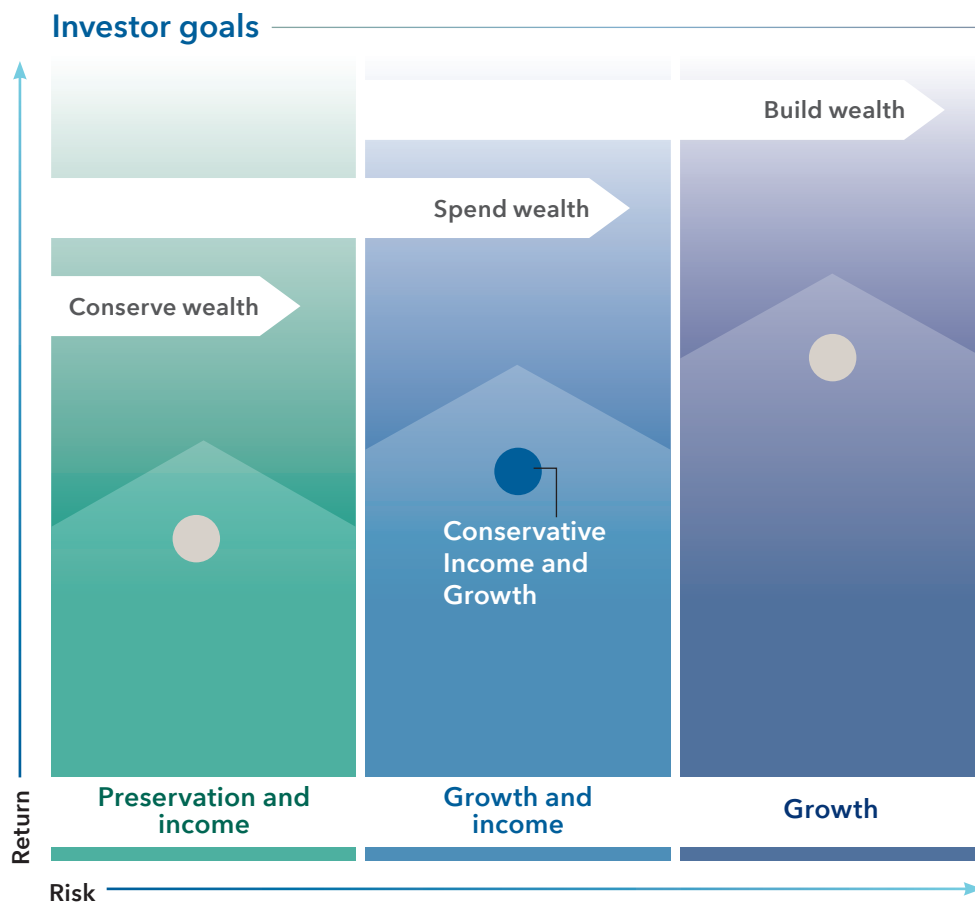 Investor goals
Build wealth
Spend wealth
Conserve wealth
Conservative
Income and
Growth
Preservation and
income
Growth and
income
Growth
Return
Risk